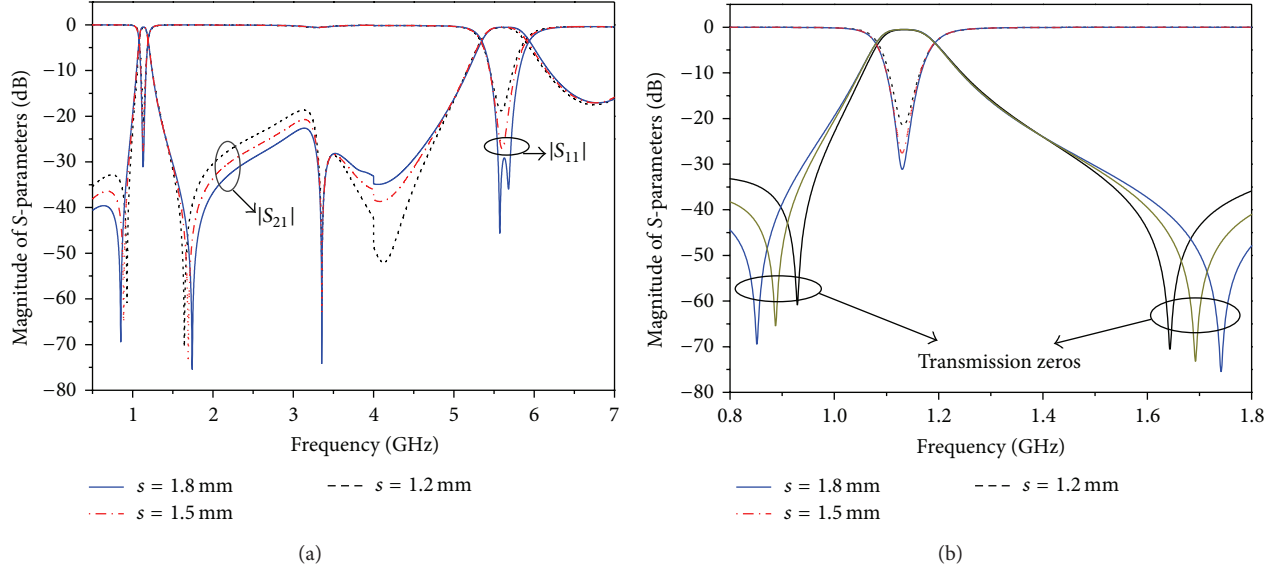 0
−10
−20
−30
−40
−50
−60
−70
−80
Magnitude of S-parameters (dB)
|S21|
|S11|
1 2 3 4 5 6 7
Frequency (GHz)
s = 1.8 mm
s = 1.5 mm
s = 1.2 mm
(a)
0
−10
−20
−30
−40
−50
−60
−70
−80
Magnitude of S-parameters (dB)
Transmission zeros
0.8 1.0 1.2 1.4 1.6 1.8
Frequency (GHz)
s = 1.8 mm
s = 1.5 mm
s = 1.2 mm
(b)